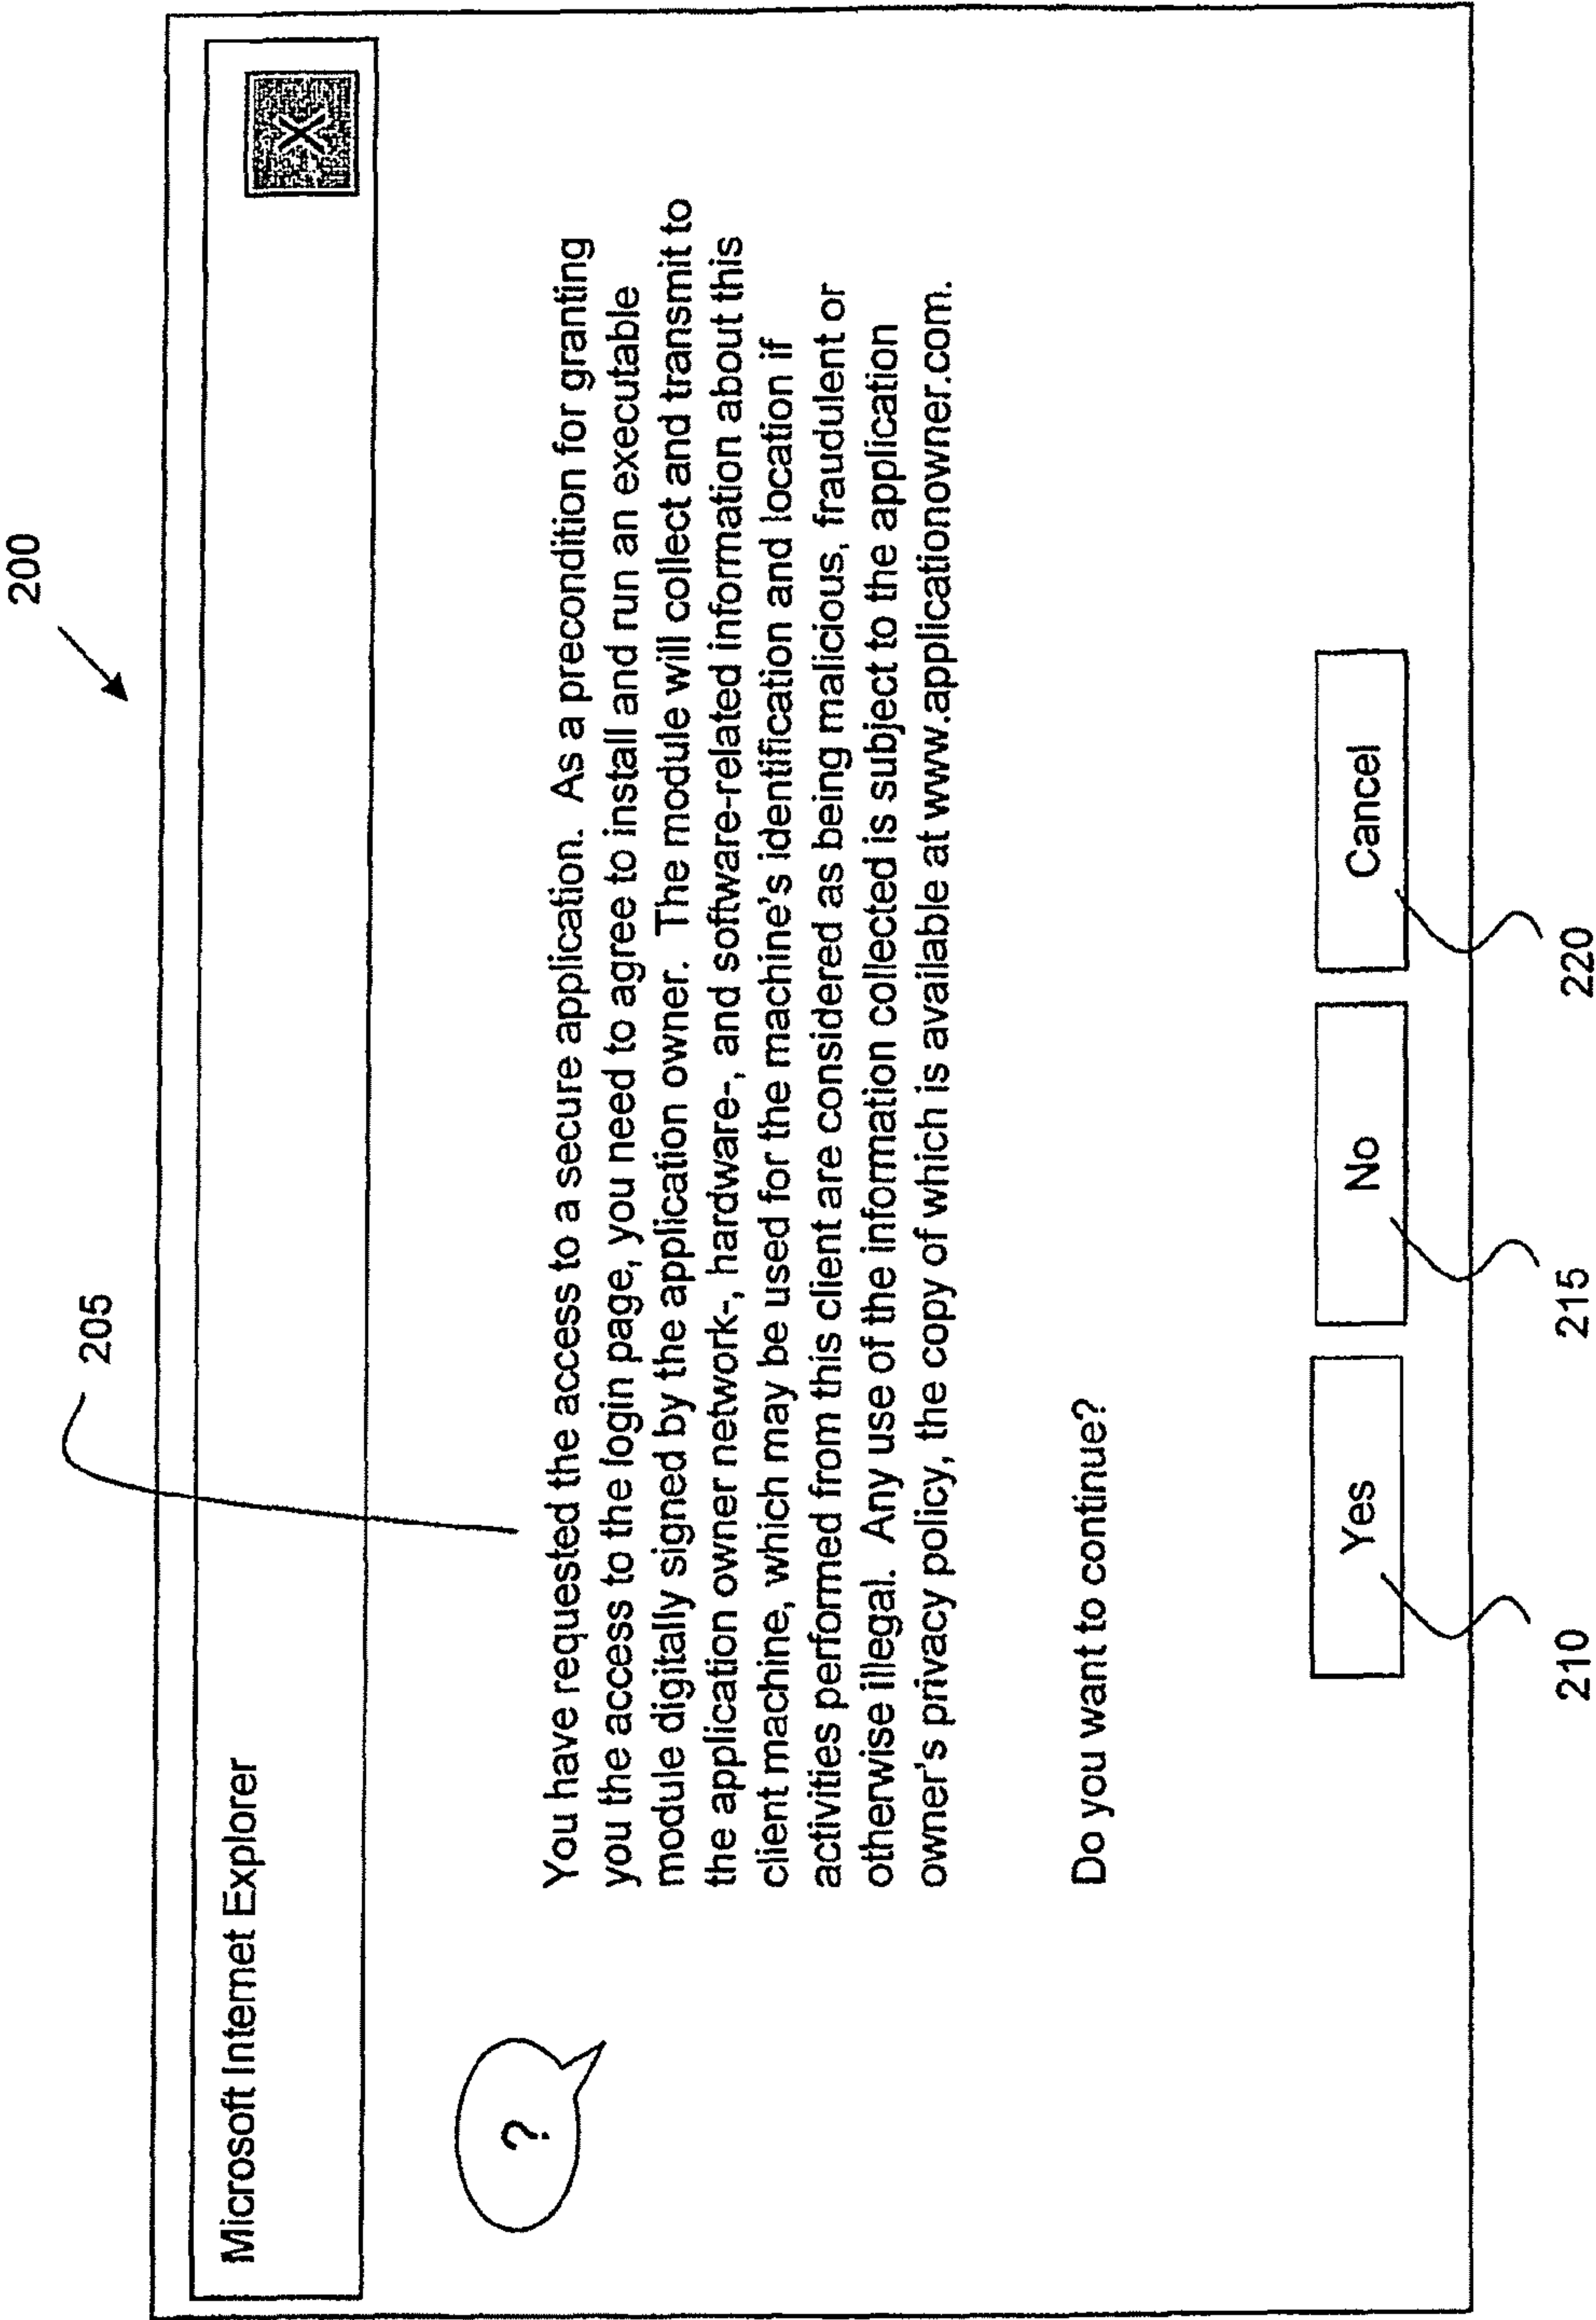 200
205
Microsoft Internet Explorer
X
?
You have requested the access to a secure application. As a precondition for granting
you the access to the login page, you need to agree to install and run an executable
module digitally signed by the application owner. The module will collect and transmit to
the application owner network-, hardware-, and software-related information about this
client machine, which may be used for the machine's identification and location if
activities performed from this client are considered as being malicious, fraudulent or
otherwise illegal. Any use of the information collected is subject to the application
owner's privacy policy, the copy of which is available at www.applicationowner.com.
Do you want to continue?
Yes
No
Cancel
210
215
220